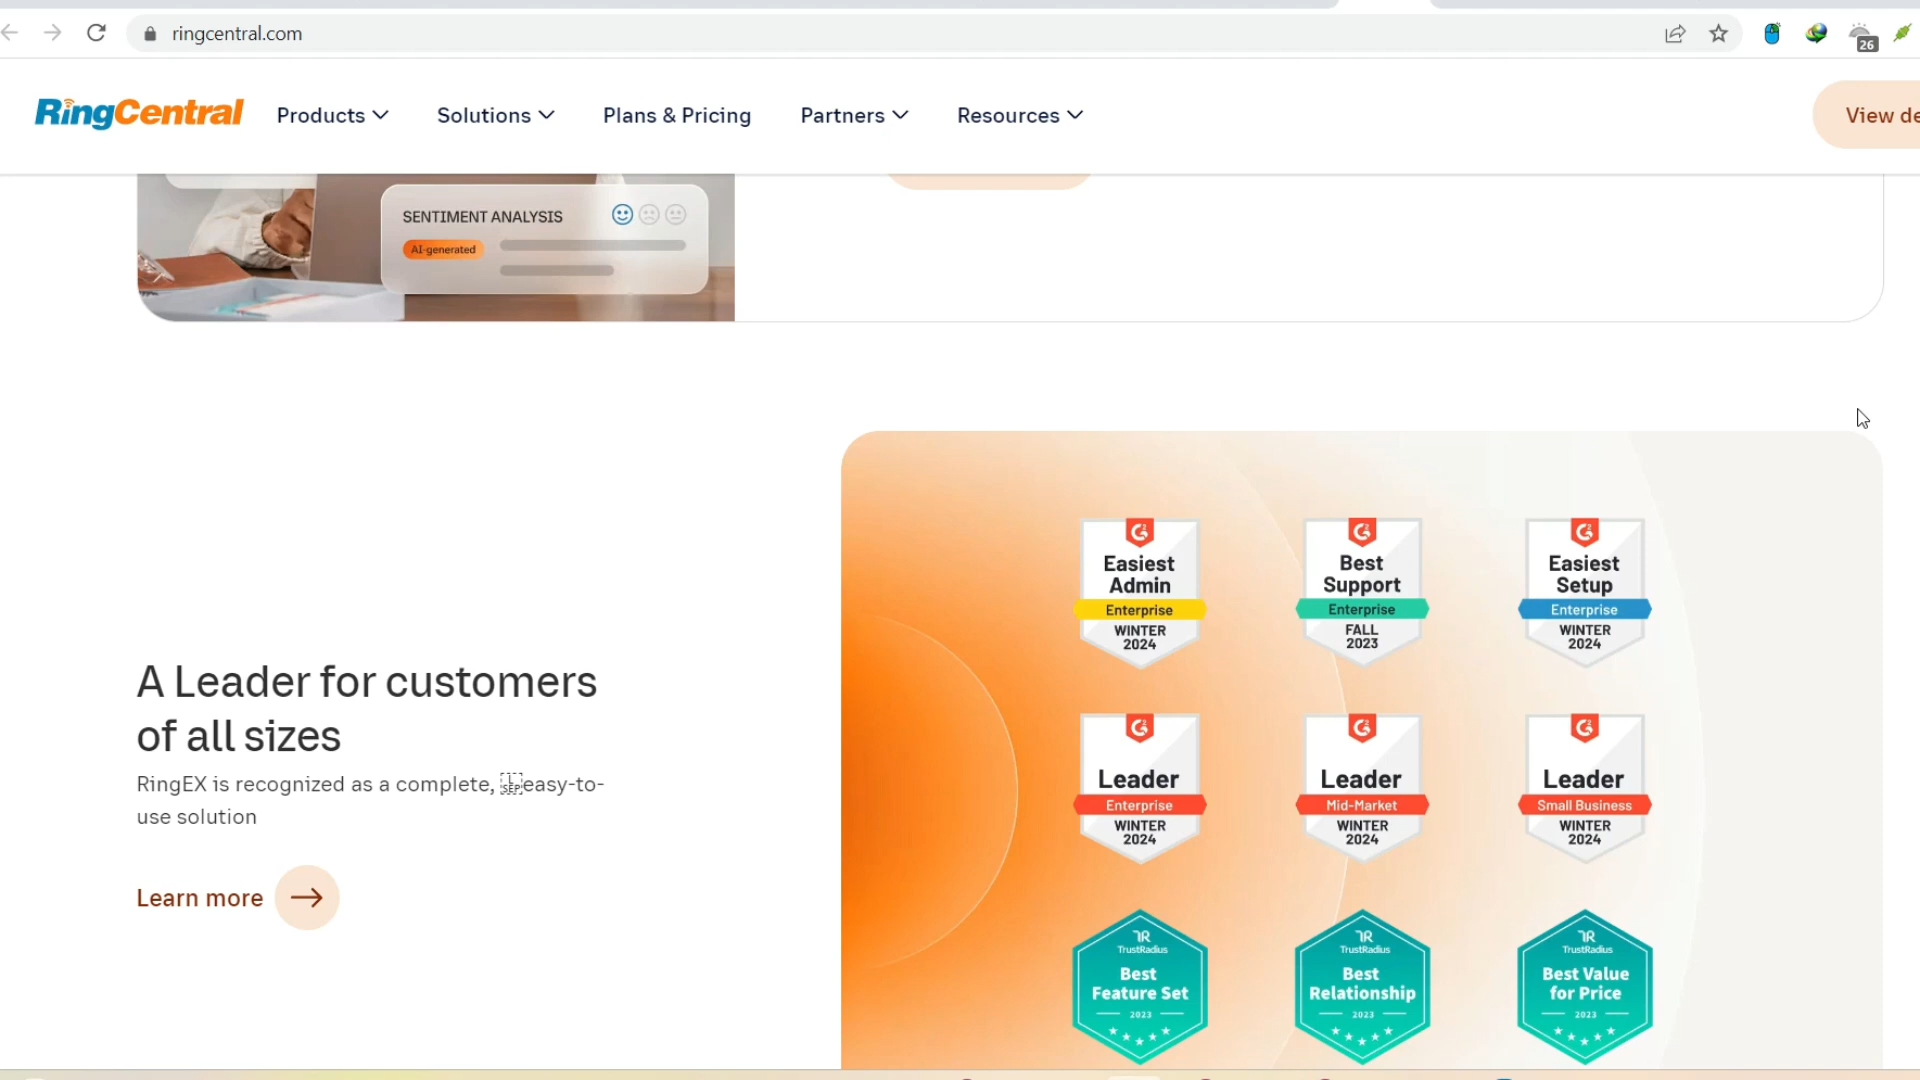 ringcentral.com
26
RingCentral
Products
Solutions
Plans & Pricing
Partners
Resources
View de
SENTIMENT ANALYSIS
AI-generated
A Leader for customers
of all sizes
RingEX is recognized as a complete, easy-to-
use solution
Learn more
Easiest
Admin
Enterprise
WINTER
2024
Best
Support
Enterprise
FALL
2023
Easiest
Setup
Enterprise
WINTER
2024
Leader
Enterprise
WINTER
2024
Leader
Mid-Market
WINTER
2024
Leader
Small Business
WINTER
2024
TrustRadius
Best
Feature Set
2023
TrustRadius
Best
Relationship
2023
TrustRadius
Best Value
for Price
2023